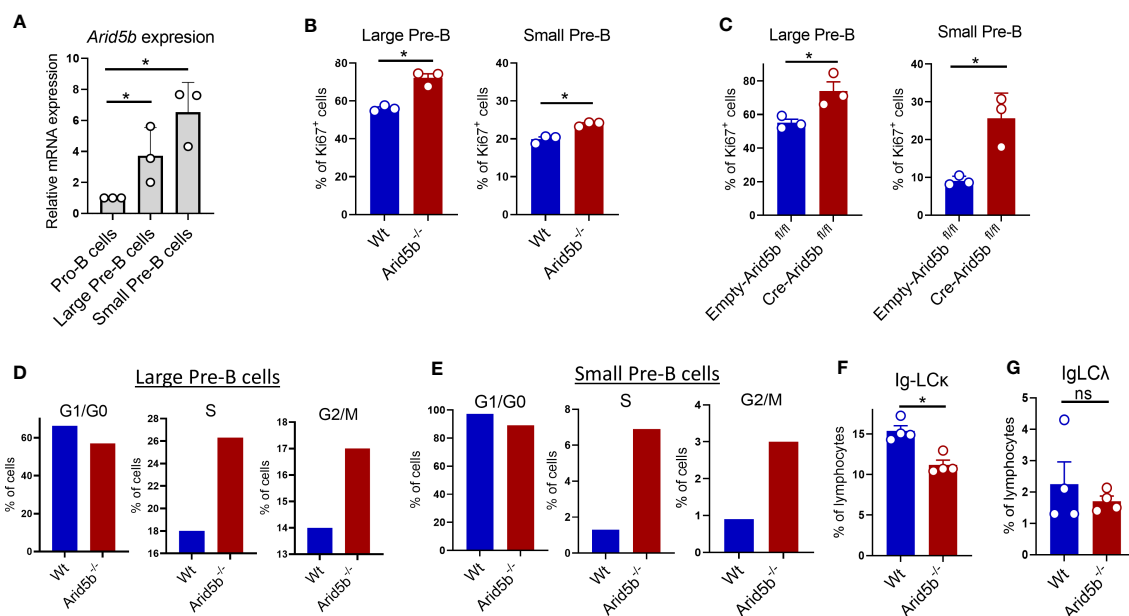 A
Arid5b expresion
Relative mRNA expression
10
8
6
4
2
0
*
*
Pro-B cells
Large Pre-B cells
Small Pre-B cells
B
Large Pre-B
% of Ki67+ cells
80
60
40
20
0
*
Wt
Arid5b-/-
Small Pre-B
% of Ki67+ cells
80
60
40
20
0
*
Wt
Arid5b-/-
C
Large Pre-B
% of Ki67+ cells
80
60
40
20
0
*
Empty-Arid5b fl/fl
Cre-Arid5b fl/fl
Small Pre-B
% of Ki67+ cells
40
30
20
10
0
*
Empty-Arid5b fl/fl
Cre-Arid5b fl/fl
D
Large Pre-B cells
G1/G0
% of cells
60
40
20
0
Wt
Arid5b-/-
S
% of cells
28
26
24
22
20
18
16
Wt
Arid5b-/-
G2/M
% of cells
18
17
16
15
14
13
Wt
Arid5b-/-
E
Small Pre-B cells
G1/G0
% of cells
100
80
60
40
20
0
Wt
Arid5b-/-
S
% of cells
8
6
4
2
0
Wt
Arid5b-/-
G2/M
% of cells
4
3
2
1
0
Wt
Arid5b-/-
F
Ig-LCκ
% of lymphocytes
15
10
5
0
*
Wt
Arid5b-/-
G
IgLCλ
ns
% of lymphocytes
5
4
3
2
1
0
Wt
Arid5b-/-